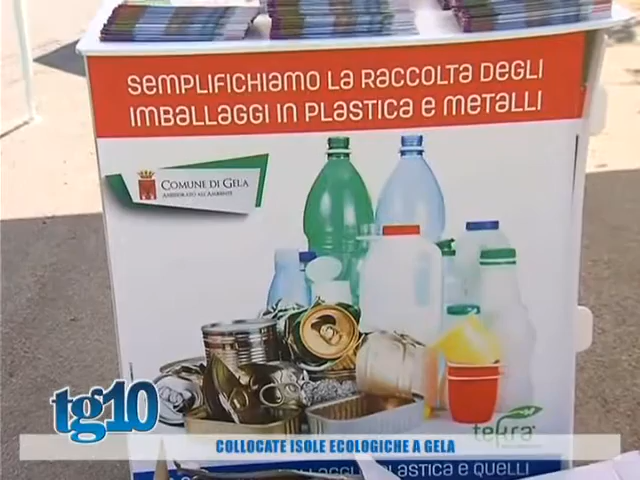 SEMPLIFICHIAMO LA RACCOLTA DEGLI
IMBALLAGGI IN PLASTICA E METALLI
COMUNE DI GELA
ASSESSORATO ALL'AMBIENTE
tekra
tg10
COLLOCATE ISOLE ECOLOGICHE A GELA
PLASTICA E QUELLI